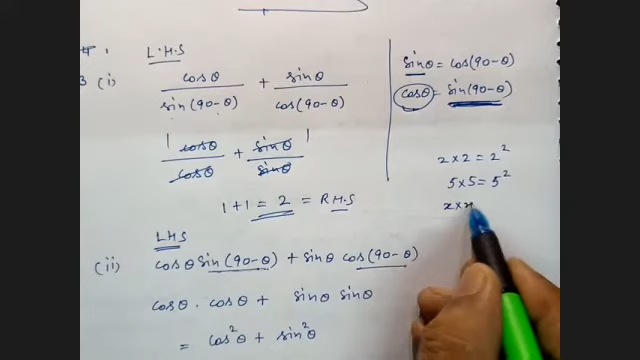 L.H.S
3 (i) cosθ / sin(90-θ) + sinθ / cos(90-θ)
1 cosθ / cosθ + sinθ / sinθ 1
1+1 = 2 = R.H.S
LHS
(ii) cosθ sin(90-θ) + sinθ cos(90-θ)
cosθ . cosθ + sinθ sinθ
= cos²θ + sin²θ
sinθ = cos(90-θ)
cosθ = sin(90-θ)
2×2 = 2²
5×5 = 5²
x×x